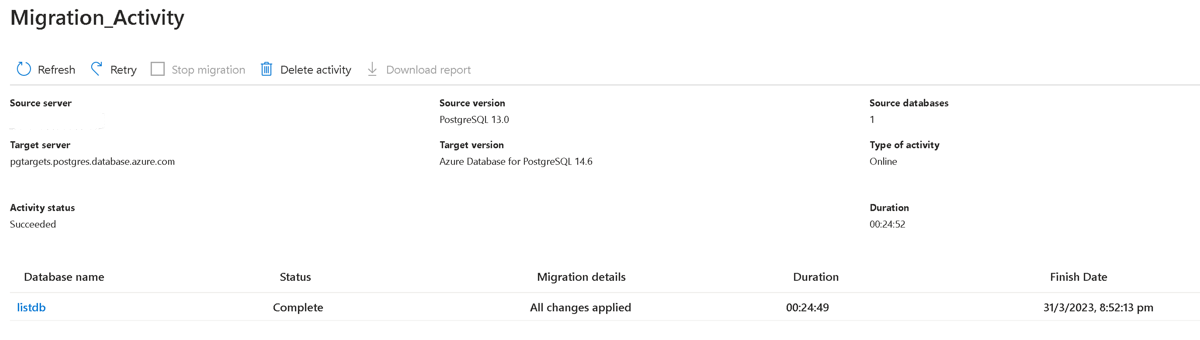 Migration_Activity
Refresh Retry Stop migration Delete activity Download report
Source server Source version Source databases
PostgreSQL 13.0 1
Target server Target version Type of activity
pgtargets.postgres.database.azure.com Azure Database for PostgreSQL 14.6 Online
Activity status Duration
Succeeded 00:24:52
Database name Status Migration details Duration Finish Date
listdb Complete All changes applied 00:24:49 31/3/2023, 8:52:13 pm